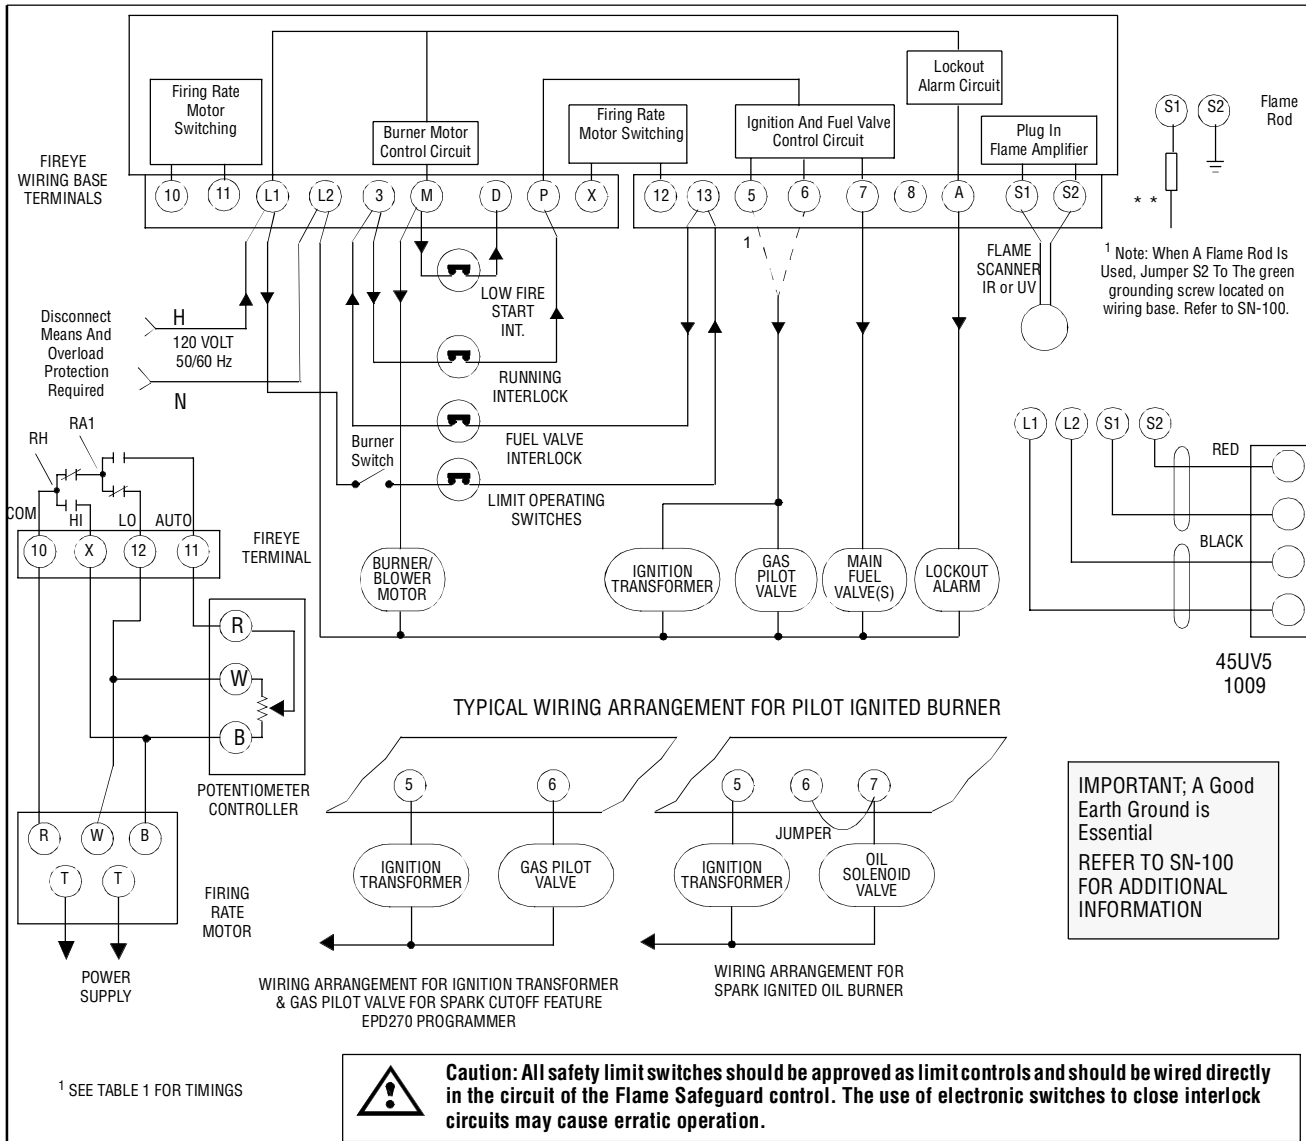 Firing Rate
Motor
Switching
Burner Motor
Control Circuit
Firing Rate
Motor Switching
Ignition And Fuel Valve
Control Circuit
Lockout
Alarm Circuit
Plug In
Flame Amplifier
S1 S2
Flame
Rod
* *
FIREYE
WIRING BASE
TERMINALS
10 11 L1 L2 3 M D P X 12 13 5 6 7 8 A S1 S2
1
FLAME
SCANNER
IR or UV
1 Note: When A Flame Rod Is
Used, Jumper S2 To The green
grounding screw located on
wiring base. Refer to SN-100.
LOW FIRE
START
INT.
Disconnect
Means And
Overload
Protection
Required
H
120 VOLT
50/60 Hz
N
RUNNING
INTERLOCK
FUEL VALVE
INTERLOCK
Burner
Switch
LIMIT OPERATING
SWITCHES
RH
RA1
COM HI LO AUTO
10 X 12 11
FIREYE
TERMINAL
BURNER/
BLOWER
MOTOR
IGNITION
TRANSFORMER
GAS
PILOT
VALVE
MAIN
FUEL
VALVE(S)
LOCKOUT
ALARM
L1 L2 S1 S2
RED
BLACK
45UV5
1009
R
W
B
POTENTIOMETER
CONTROLLER
TYPICAL WIRING ARRANGEMENT FOR PILOT IGNITED BURNER
R W B
T T
FIRING
RATE
MOTOR
POWER
SUPPLY
5 6
IGNITION
TRANSFORMER
GAS PILOT
VALVE
WIRING ARRANGEMENT FOR IGNITION TRANSFORMER
& GAS PILOT VALVE FOR SPARK CUTOFF FEATURE
EPD270 PROGRAMMER
5 6 7
JUMPER
IGNITION
TRANSFORMER
OIL
SOLENOID
VALVE
WIRING ARRANGEMENT FOR
SPARK IGNITED OIL BURNER
IMPORTANT; A Good
Earth Ground is
Essential
REFER TO SN-100
FOR ADDITIONAL
INFORMATION
1 SEE TABLE 1 FOR TIMINGS
Caution: All safety limit switches should be approved as limit controls and should be wired directly
in the circuit of the Flame Safeguard control. The use of electronic switches to close interlock
circuits may cause erratic operation.